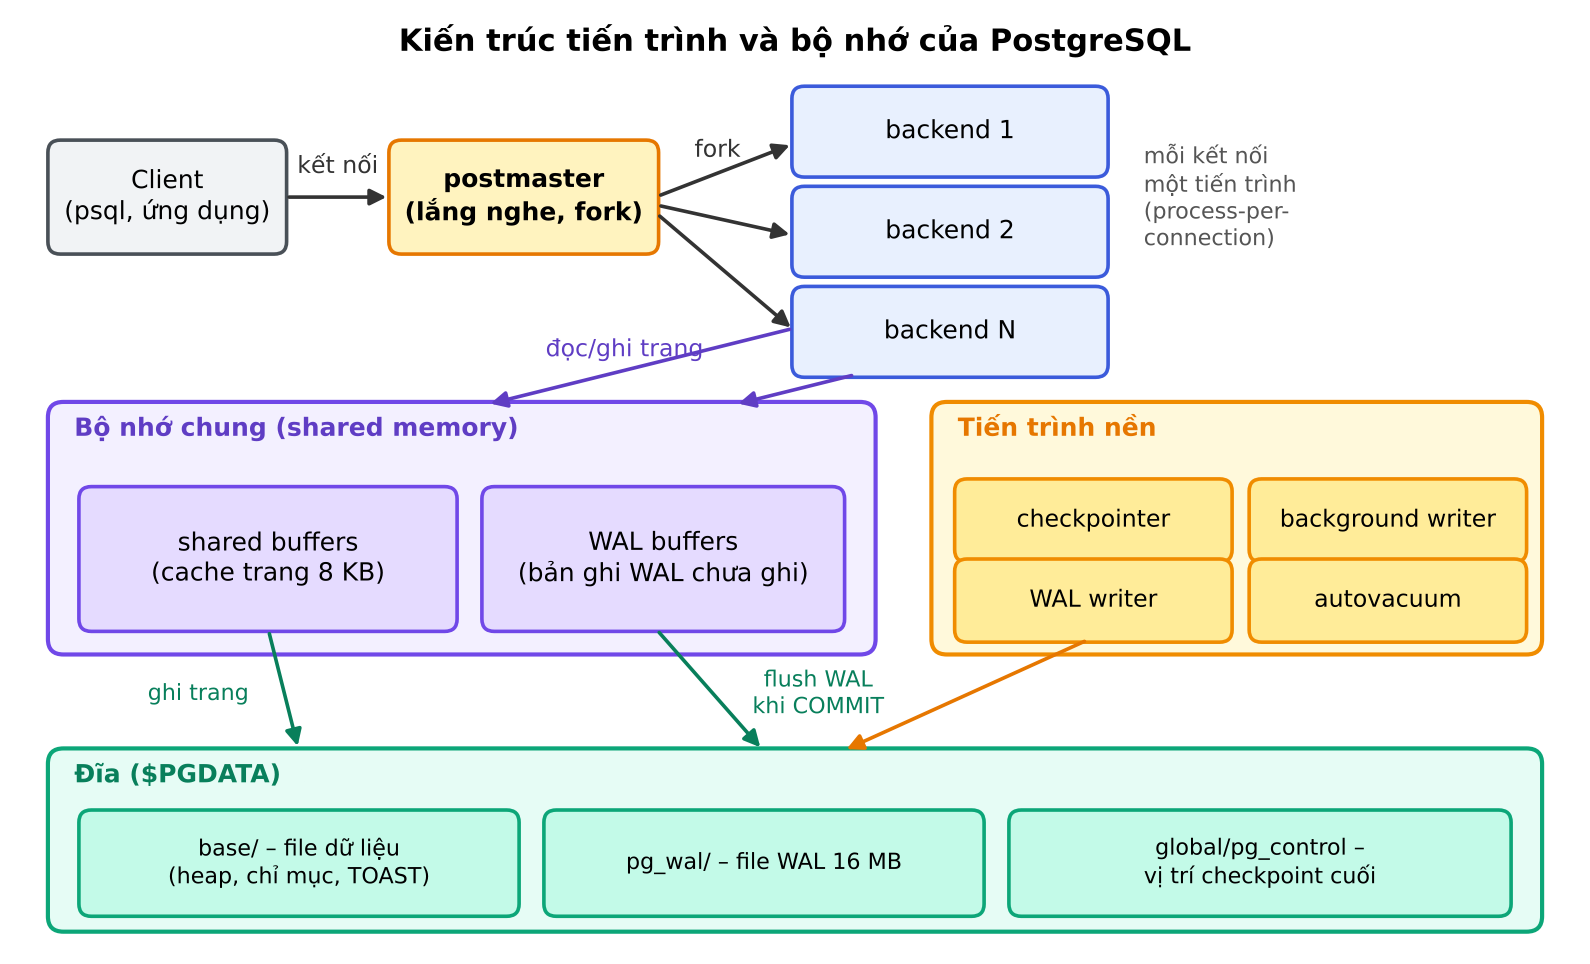 Kiến trúc tiến trình và bộ nhớ của PostgreSQL
Client
(psql, ứng dụng)
kết nối
postmaster
(lắng nghe, fork)
fork
backend 1
backend 2
backend N
mỗi kết nối
một tiến trình
(process-per-
connection)
đọc/ghi trang
Bộ nhớ chung (shared memory)
shared buffers
(cache trang 8 KB)
WAL buffers
(bản ghi WAL chưa ghi)
Tiến trình nền
checkpointer
background writer
WAL writer
autovacuum
ghi trang
flush WAL
khi COMMIT
Đĩa ($PGDATA)
base/ – file dữ liệu
(heap, chỉ mục, TOAST)
pg_wal/ – file WAL 16 MB
global/pg_control –
vị trí checkpoint cuối